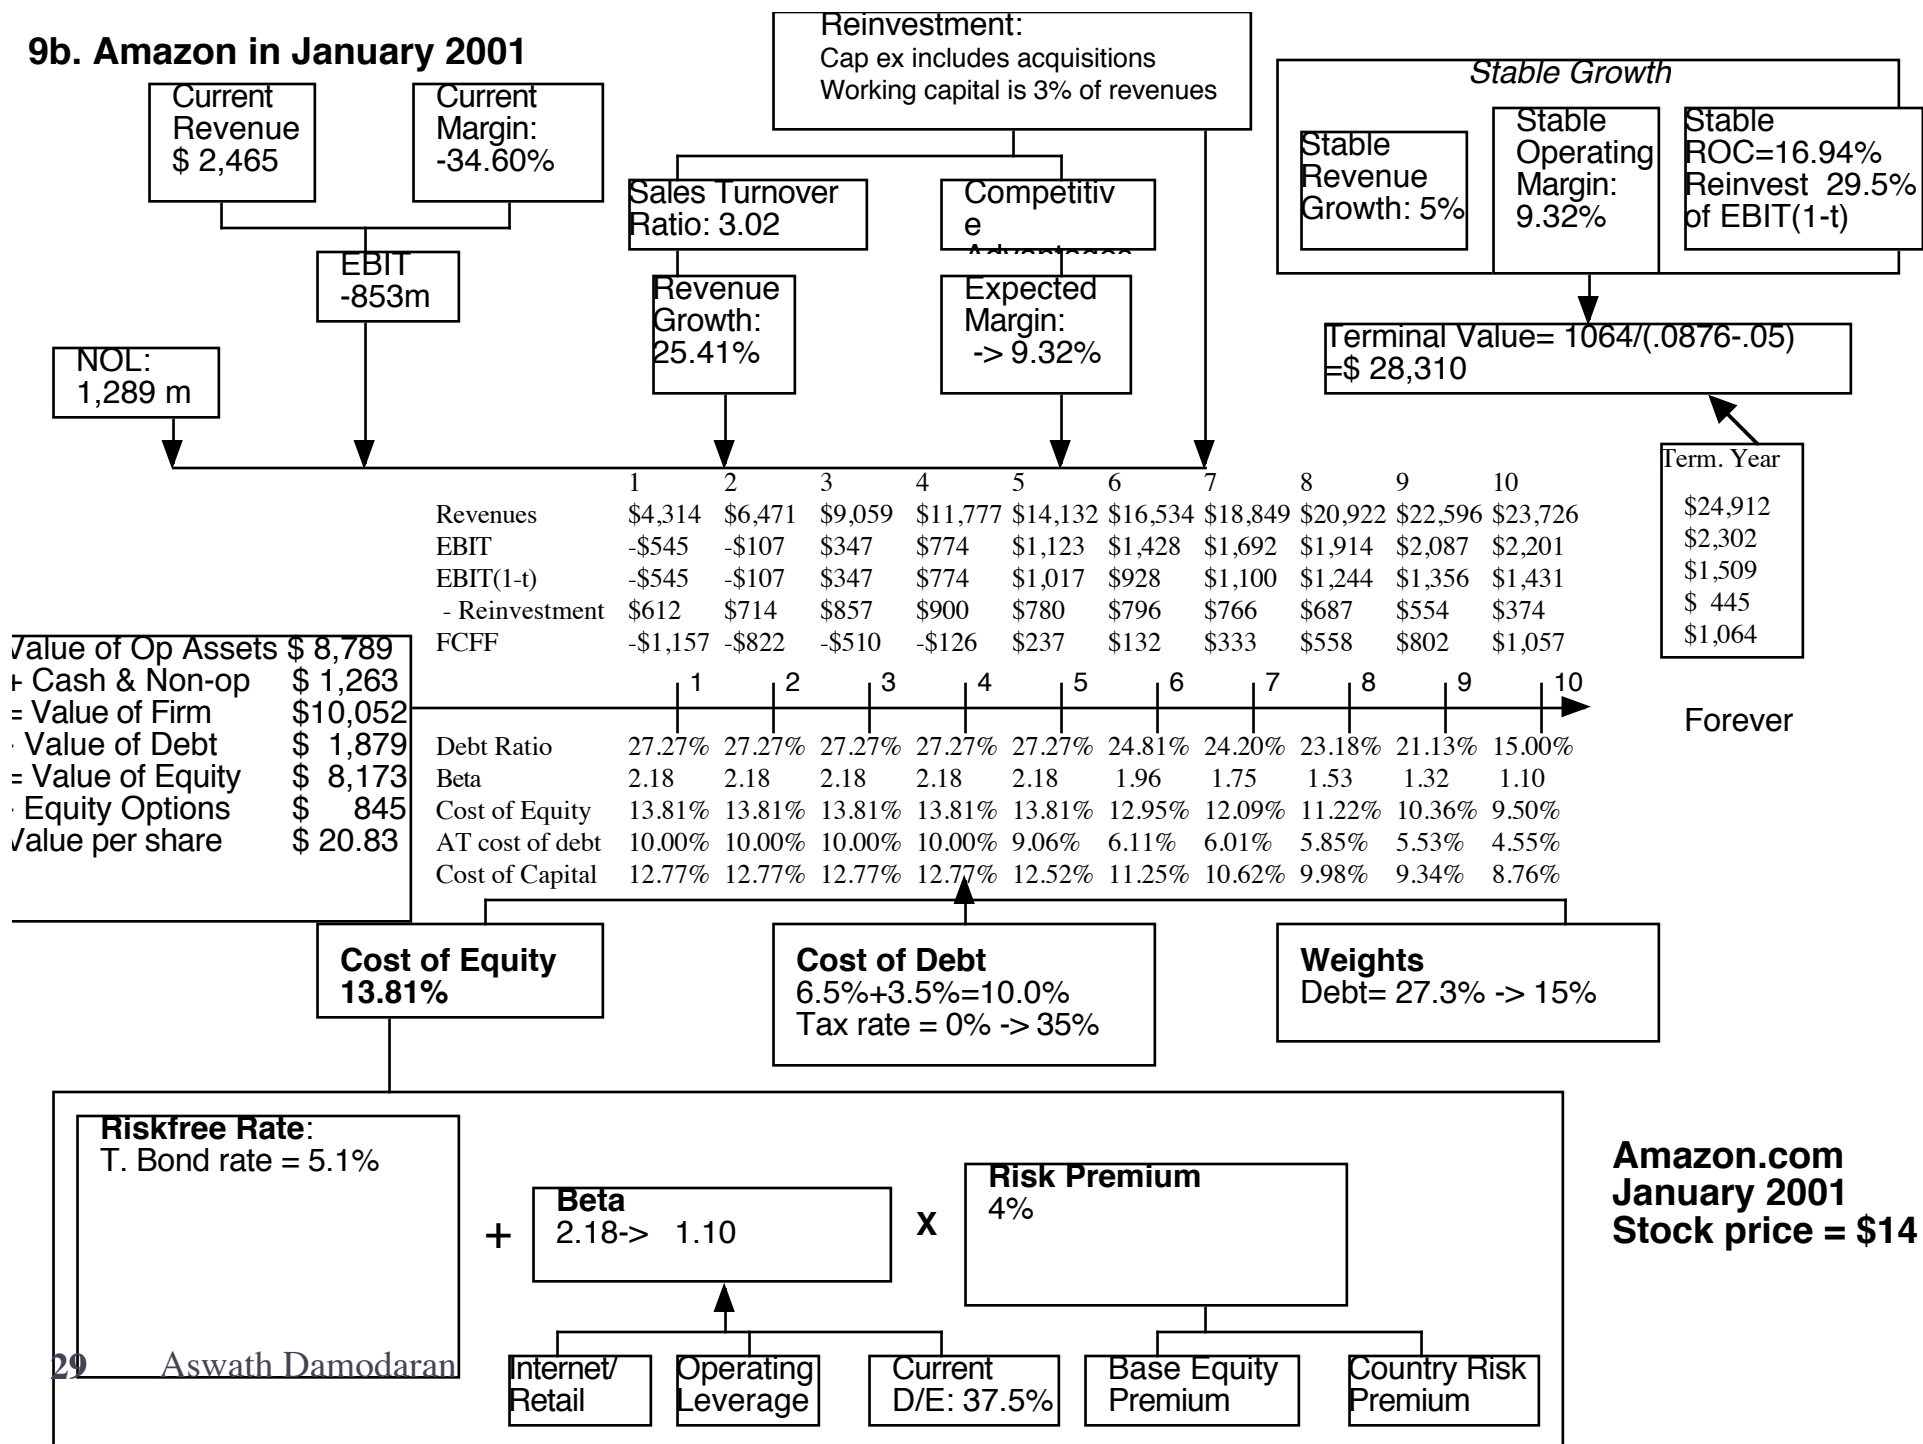 9b. Amazon in January 2001
Current
Revenue
$ 2,465
Current
Margin:
-34.60%
Reinvestment:
Cap ex includes acquisitions
Working capital is 3% of revenues
Stable Growth
Stable
Revenue
Growth: 5%
Stable
Operating
Margin:
9.32%
Stable
ROC=16.94%
Reinvest 29.5%
of EBIT(1-t)
EBIT
-853m
Sales Turnover
Ratio: 3.02
Competitiv
e
Advantages
NOL:
1,289 m
Revenue
Growth:
25.41%
Expected
Margin:
-> 9.32%
Terminal Value= 1064/(.0876-.05)
=$ 28,310
Term. Year
$24,912
$2,302
$1,509
$ 445
$1,064
1 2 3 4 5 6 7 8 9 10
Revenues $4,314 $6,471 $9,059 $11,777 $14,132 $16,534 $18,849 $20,922 $22,596 $23,726
EBIT -$545 -$107 $347 $774 $1,123 $1,428 $1,692 $1,914 $2,087 $2,201
EBIT(1-t) -$545 -$107 $347 $774 $1,017 $928 $1,100 $1,244 $1,356 $1,431
- Reinvestment $612 $714 $857 $900 $780 $796 $766 $687 $554 $374
FCFF -$1,157 -$822 -$510 -$126 $237 $132 $333 $558 $802 $1,057
Value of Op Assets $ 8,789
+ Cash & Non-op $ 1,263
= Value of Firm $10,052
- Value of Debt $ 1,879
= Value of Equity $ 8,173
- Equity Options $ 845
Value per share $ 20.83
1 2 3 4 5 6 7 8 9 10
Forever
Debt Ratio 27.27% 27.27% 27.27% 27.27% 27.27% 24.81% 24.20% 23.18% 21.13% 15.00%
Beta 2.18 2.18 2.18 2.18 2.18 1.96 1.75 1.53 1.32 1.10
Cost of Equity 13.81% 13.81% 13.81% 13.81% 13.81% 12.95% 12.09% 11.22% 10.36% 9.50%
AT cost of debt 10.00% 10.00% 10.00% 10.00% 9.06% 6.11% 6.01% 5.85% 5.53% 4.55%
Cost of Capital 12.77% 12.77% 12.77% 12.77% 12.52% 11.25% 10.62% 9.98% 9.34% 8.76%
Cost of Equity
13.81%
Cost of Debt
6.5%+3.5%=10.0%
Tax rate = 0% -> 35%
Weights
Debt= 27.3% -> 15%
Riskfree Rate:
T. Bond rate = 5.1%
+
Beta
2.18-> 1.10
X
Risk Premium
4%
Amazon.com
January 2001
Stock price = $14
Internet/
Retail
Operating
Leverage
Current
D/E: 37.5%
Base Equity
Premium
Country Risk
Premium
29 Aswath Damodaran